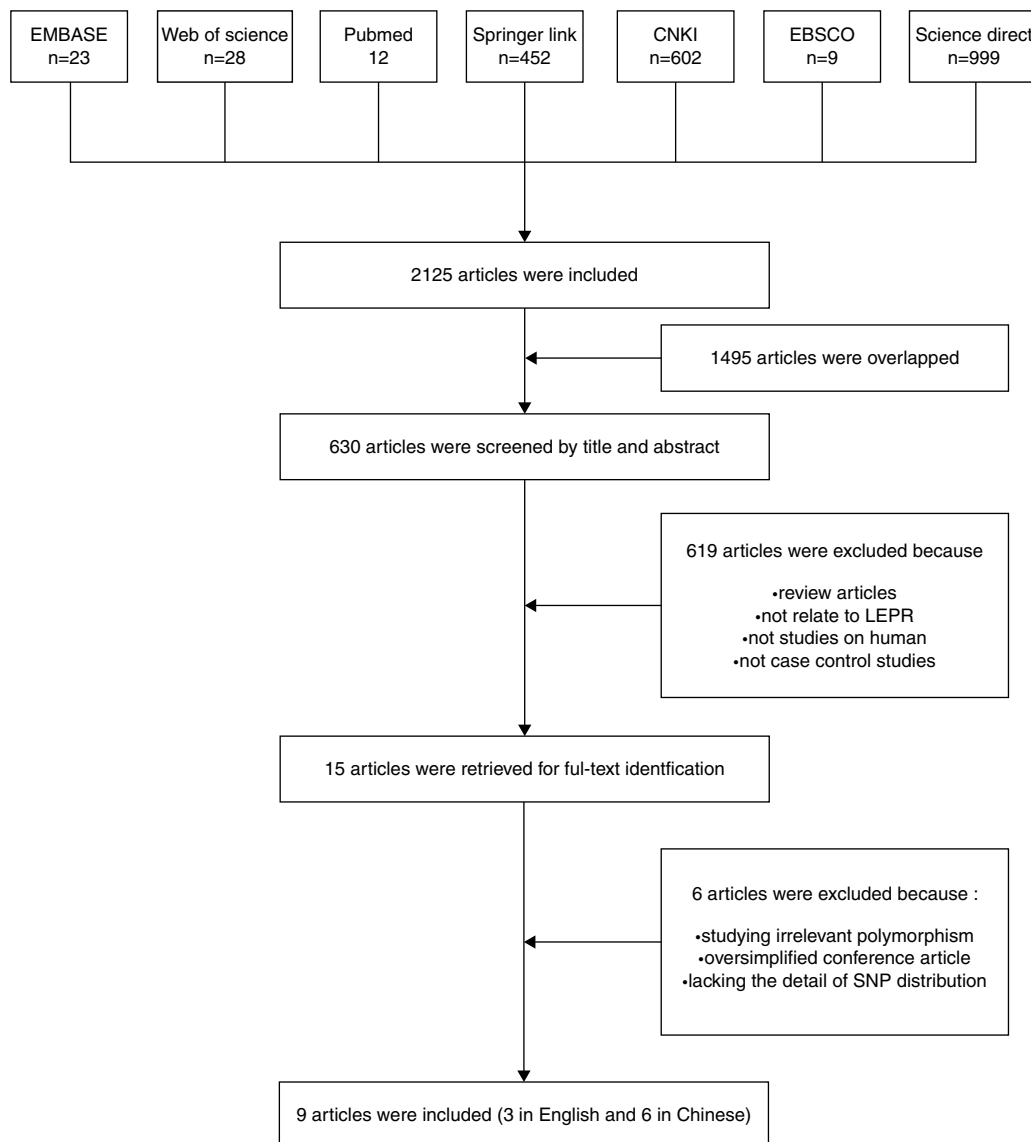 EMBASE
n=23
Web of science
n=28
Pubmed
12
Springer link
n=452
CNKI
n=602
EBSCO
n=9
Science direct
n=999
2125 articles were included
1495 articles were overlapped
630 articles were screened by title and abstract
619 articles were excluded because
•review articles
•not relate to LEPR
•not studies on human
•not case control studies
15 articles were retrieved for ful-text identfication
6 articles were excluded because :
•studying irrelevant polymorphism
•oversimplified conference article
•lacking the detail of SNP distribution
9 articles were included (3 in English and 6 in Chinese)